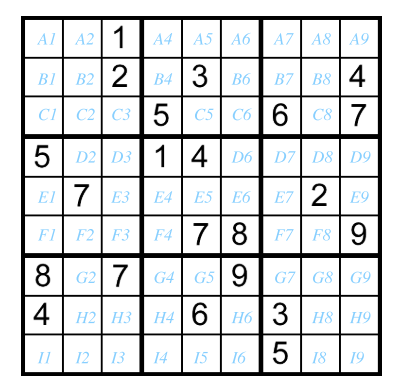 A1 A2 1 A4 A5 A6 A7 A8 A9
B1 B2 2 B4 3 B6 B7 B8 4
C1 C2 C3 5 C5 C6 6 C8 7
5 D2 D3 1 4 D6 D7 D8 D9
E1 7 E3 E4 E5 E6 E7 2 E9
F1 F2 F3 F4 7 8 F7 F8 9
8 G2 7 G4 G5 9 G7 G8 G9
4 H2 H3 H4 6 H6 3 H8 H9
I1 I2 I3 I4 I5 I6 5 I8 I9